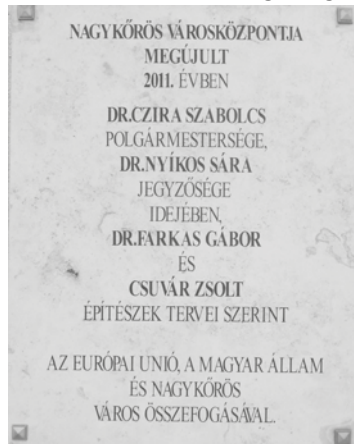 NAGYKŐRÖS VÁROSKÖZPONTJA
MEGÚJULT
2011. ÉVBEN
DR.CZIRA SZABOLCS
POLGÁRMESTERSÉGE,
DR.NYÍKOS SÁRA
JEGYZŐSÉGE
IDEJÉBEN,
DR.FARKAS GÁBOR
ÉS
CSUVÁR ZSOLT
ÉPÍTÉSZEK TERVEI SZERINT
AZ EURÓPAI UNIÓ, A MAGYAR ÁLLAM
ÉS NAGYKŐRÖS
VÁROS ÖSSZEFOGÁSÁVAL.